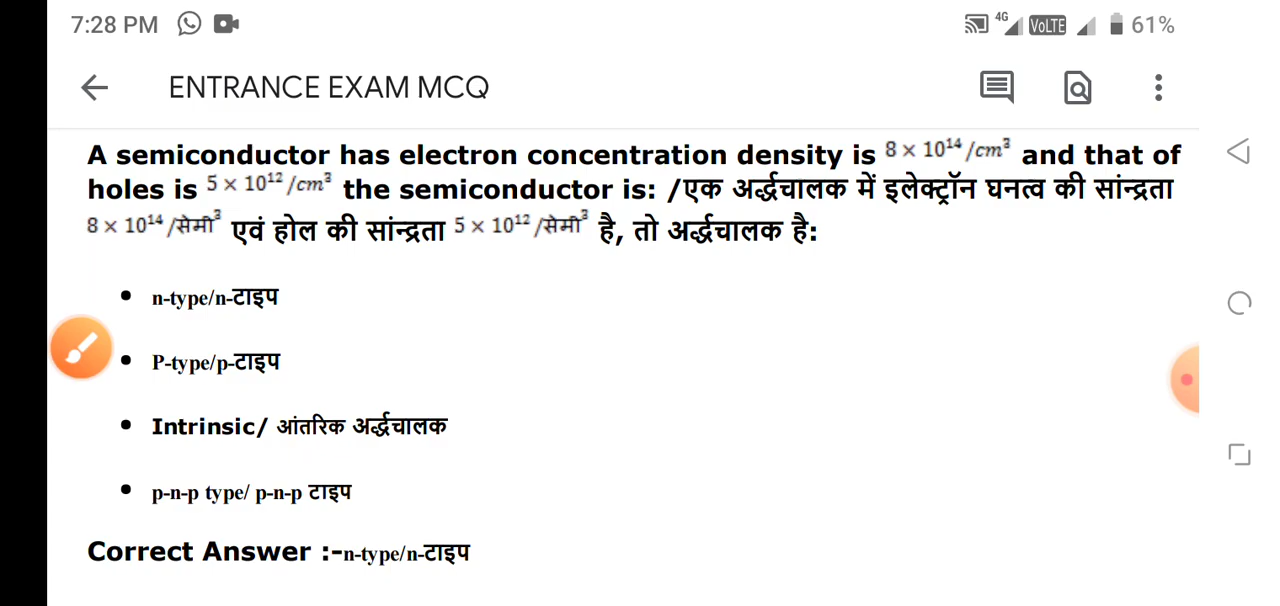 7:28 PM 4G VoLTE 61%
ENTRANCE EXAM MCQ
A semiconductor has electron concentration density is 8 × 10¹⁴/cm³ and that of
holes is 5 × 10¹²/cm³ the semiconductor is: /एक अर्द्धचालक में इलेक्ट्रॉन घनत्व की सांन्द्रता
8 × 10¹⁴/सेमी³ एवं होल की सांन्द्रता 5 × 10¹²/सेमी³ है, तो अर्द्धचालक है:
• n-type/n-टाइप
• P-type/p-टाइप
• Intrinsic/ आंतरिक अर्द्धचालक
• p-n-p type/ p-n-p टाइप
Correct Answer :-n-type/n-टाइप